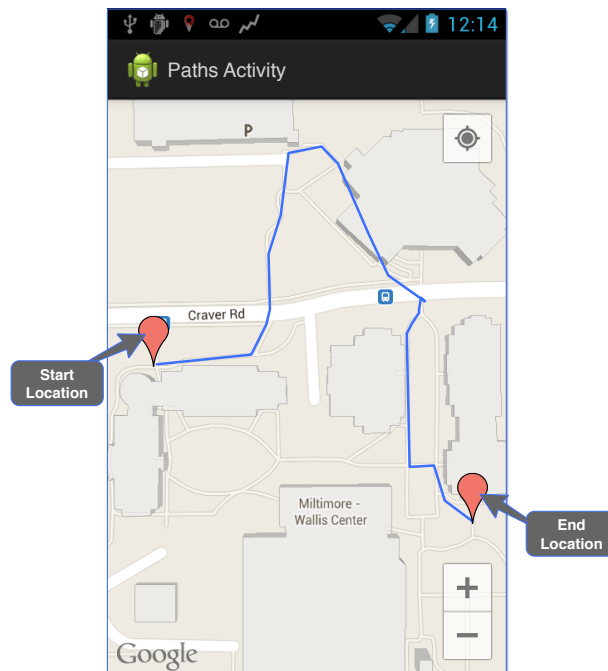 12:14
Paths Activity
P
Craver Rd
Start
Location
Miltimore -
Wallis Center
End
Location
+
−
Google